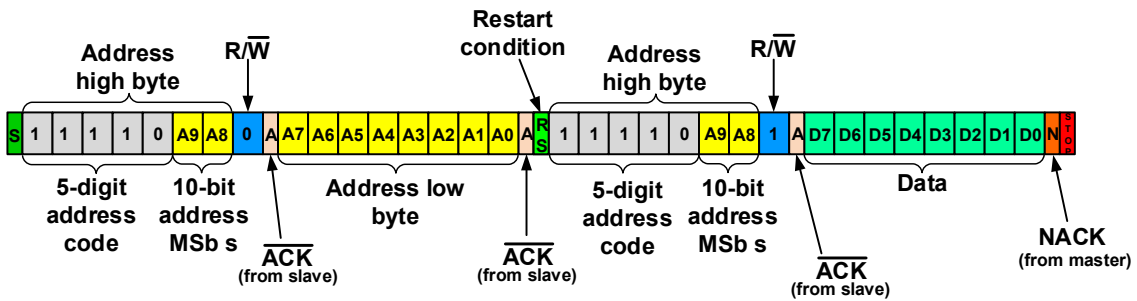 Restart
condition
Address
high byte
R/W̅
Address
high byte
R/W̅
S 1 1 1 1 0 A9 A8 0 A A7 A6 A5 A4 A3 A2 A1 A0 A RS 1 1 1 1 0 A9 A8 1 A D7 D6 D5 D4 D3 D2 D1 D0 N STOP
5-digit
address
code
10-bit
address
MSb s
A̅C̅K̅
(from slave)
Address low
byte
A̅C̅K̅
(from slave)
5-digit
address
code
10-bit
address
MSb s
A̅C̅K̅
(from slave)
Data
NACK
(from master)